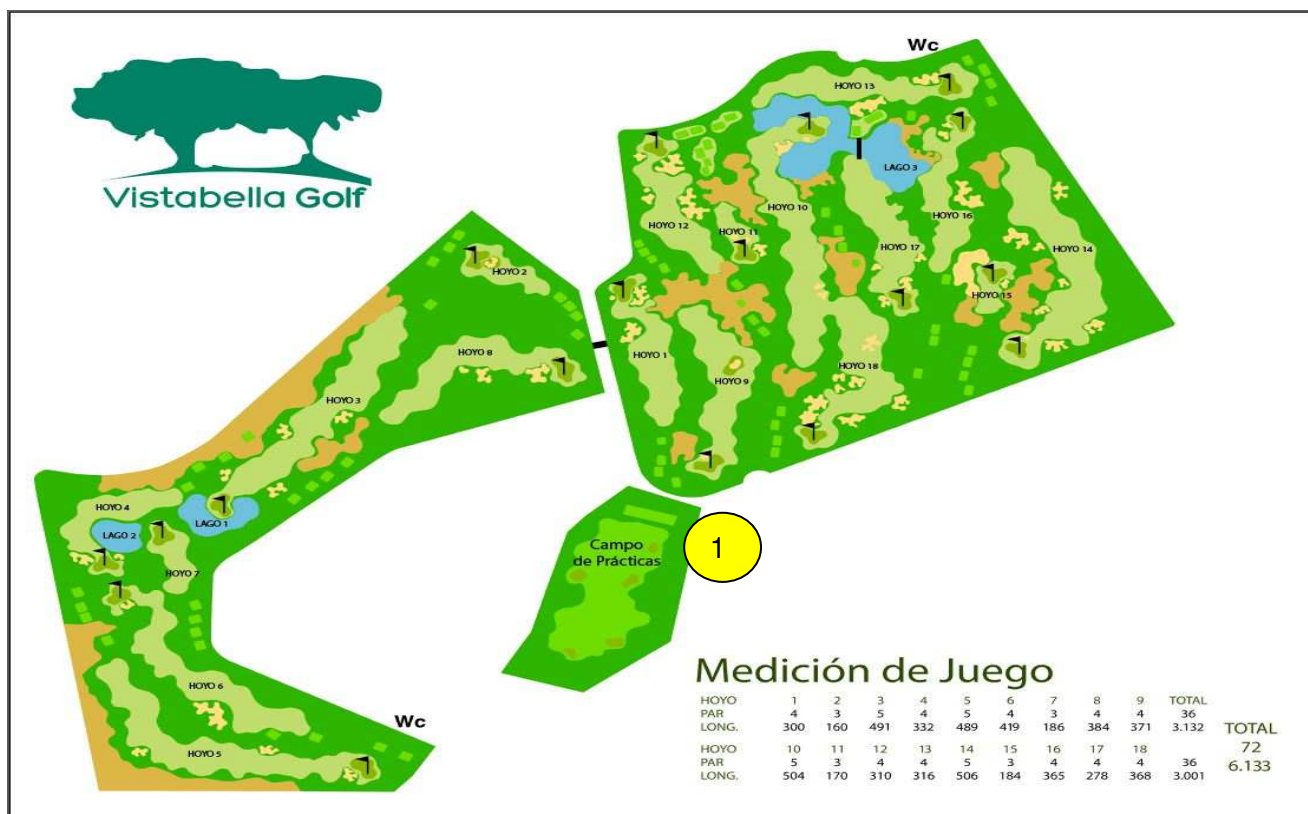 Wc
HOYO 13
LAGO 3
HOYO 10
HOYO 11
HOYO 12
HOYO 16
HOYO 17
HOYO 14
HOYO 15
Vistabella Golf
HOYO 2
HOYO 1
HOYO 8
HOYO 18
HOYO 9
HOYO 3
HOYO 4
LAGO 1
LAGO 2
HOYO 7
Campo
de Prácticas
1
HOYO 6
HOYO 5
Wc
Medición de Juego
HOYO 1 2 3 4 5 6 7 8 9 TOTAL
PAR 4 3 5 4 5 4 3 4 4 36
LONG. 300 160 491 332 489 419 186 384 371 3.132
HOYO 10 11 12 13 14 15 16 17 18
PAR 5 3 4 4 5 3 4 4 4 36
LONG. 504 170 310 316 506 184 365 278 368 3.001
TOTAL
72
6.133